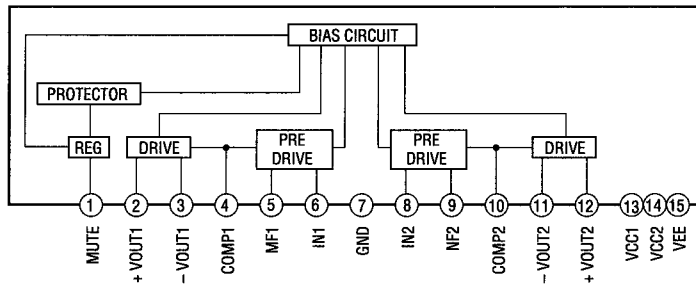 BIAS CIRCUIT
PROTECTOR
REG
DRIVE
PRE
DRIVE
PRE
DRIVE
DRIVE
1 2 3 4 5 6 7 8 9 10 11 12 13 14 15
MUTE
+ VOUT1
- VOUT1
COMP1
MF1
IN1
GND
IN2
NF2
COMP2
- VOUT2
+ VOUT2
VCC1
VCC2
VEE